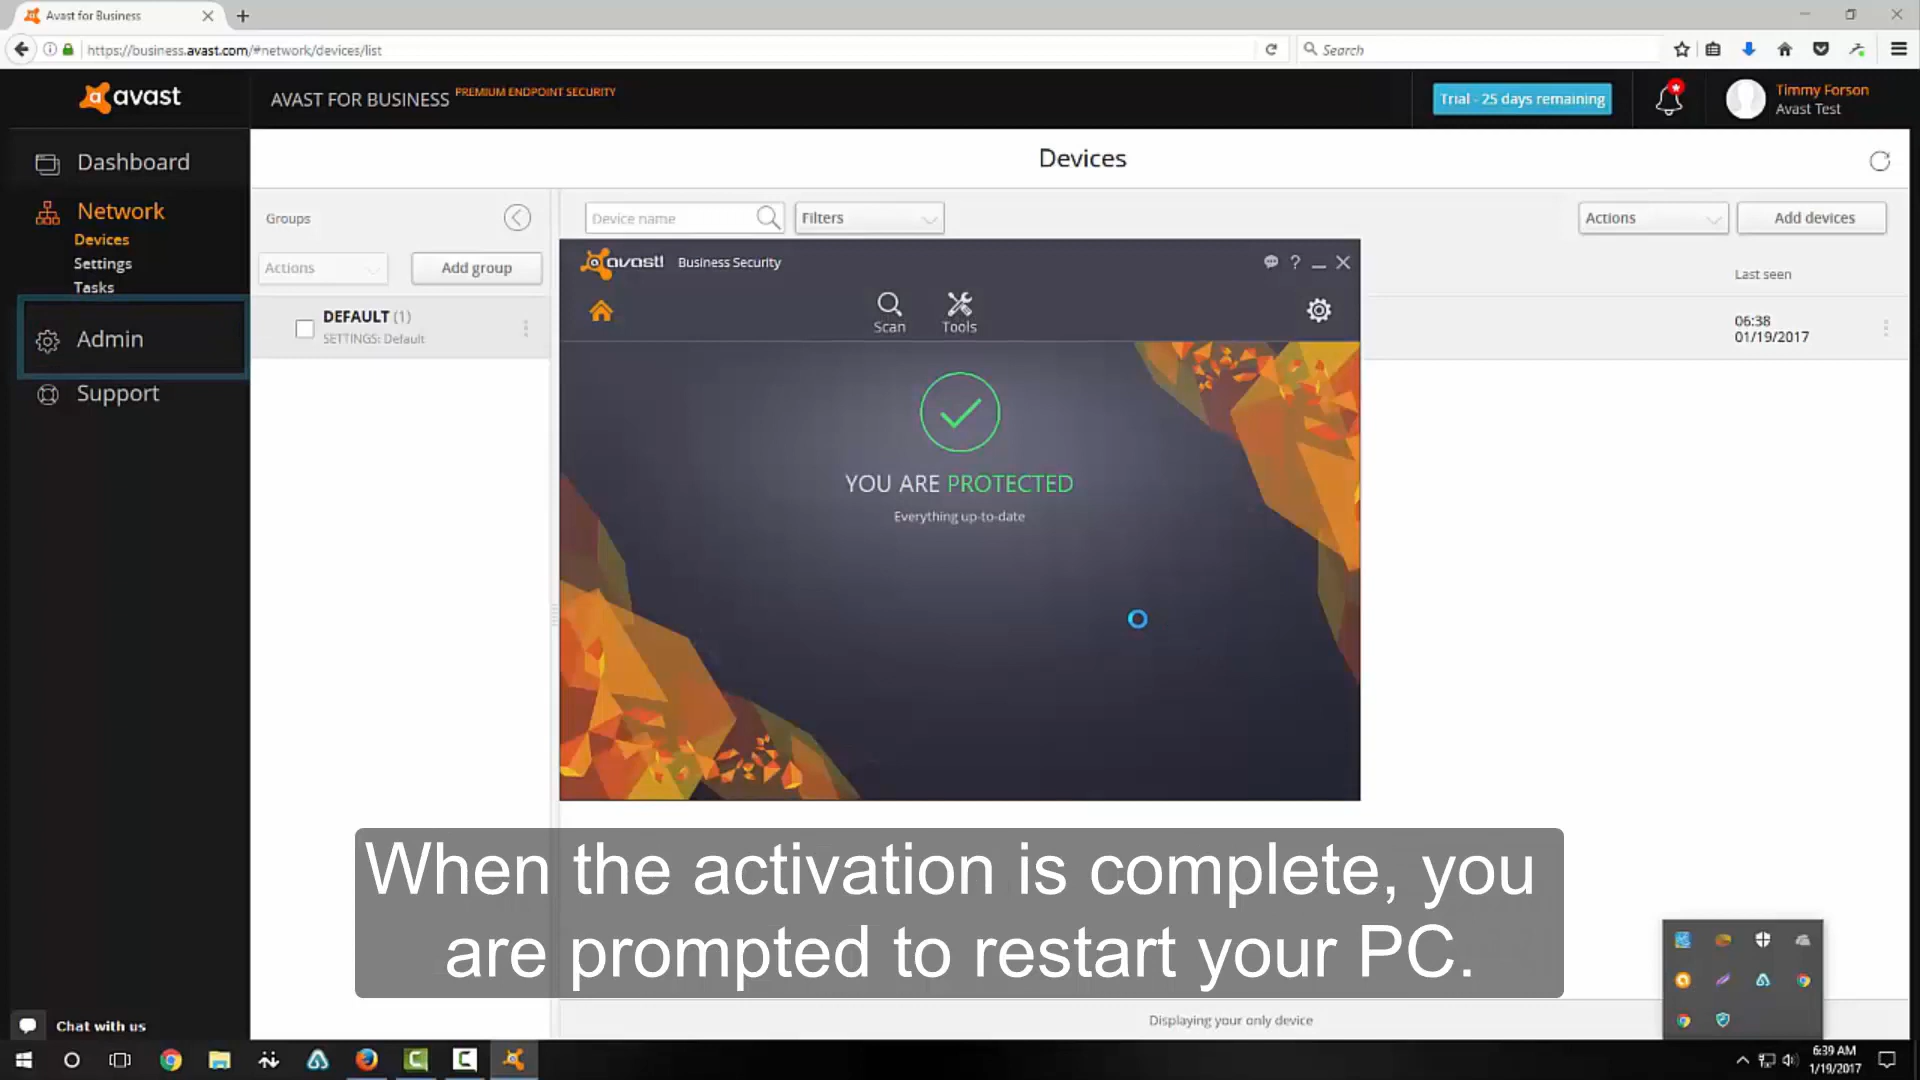 Avast for Business
https://business.avast.com/#network/devices/list
Search
avast
AVAST FOR BUSINESS PREMIUM ENDPOINT SECURITY
Trial - 25 days remaining
Timmy Forson
Avast Test
Dashboard
Network
Devices
Settings
Tasks
Admin
Support
Chat with us
Devices
Groups
Actions
Add group
DEFAULT (1)
SETTINGS: Default
Device name
Filters
Actions
Add devices
Last seen
06:38
01/19/2017
avast! Business Security
?
Scan
Tools
YOU ARE PROTECTED
Everything up-to-date
When the activation is complete, you
are prompted to restart your PC.
Displaying your only device
6:39 AM
1/19/2017